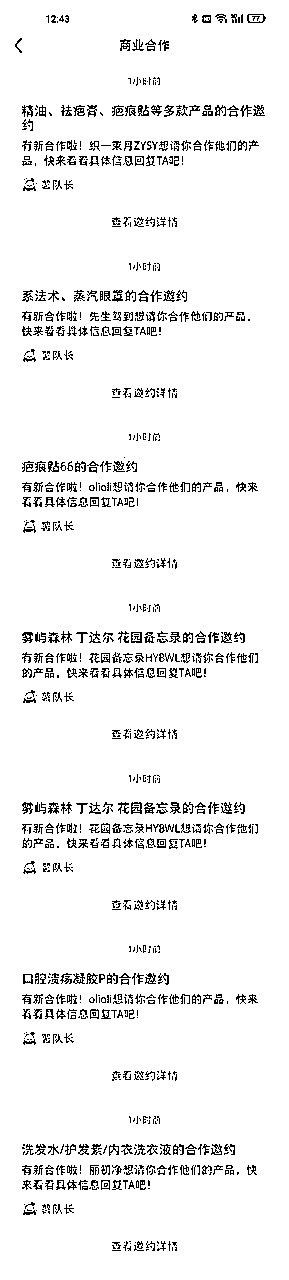 12:43
77
商业合作
1小时前
精油、祛疤膏、疤痕贴等多款产品的合作邀
约
有新合作啦！织一乘月ZYSY想请你合作他们的产
品，快来看看具体信息回复TA吧！
薯队长
查看邀约详情
1小时前
系法术、蒸汽眼罩的合作邀约
有新合作啦！先生驾到想请你合作他们的产品，
快来看看具体信息回复TA吧！
薯队长
查看邀约详情
1小时前
疤痕贴66的合作邀约
有新合作啦！olioli想请你合作他们的产品，快来
看看具体信息回复TA吧！
薯队长
查看邀约详情
1小时前
雾屿森林 丁达尔 花园备忘录的合作邀约
有新合作啦！花园备忘录HYBWL想请你合作他们
的产品，快来看看具体信息回复TA吧！
薯队长
查看邀约详情
1小时前
雾屿森林 丁达尔 花园备忘录的合作邀约
有新合作啦！花园备忘录HYBWL想请你合作他们
的产品，快来看看具体信息回复TA吧！
薯队长
查看邀约详情
1小时前
口腔溃疡凝胶P的合作邀约
有新合作啦！olioli想请你合作他们的产品，快来
看看具体信息回复TA吧！
薯队长
查看邀约详情
1小时前
洗发水/护发素/内衣洗衣液的合作邀约
有新合作啦！丽初净想请你合作他们的产品，快
来看看具体信息回复TA吧！
薯队长
查看邀约详情